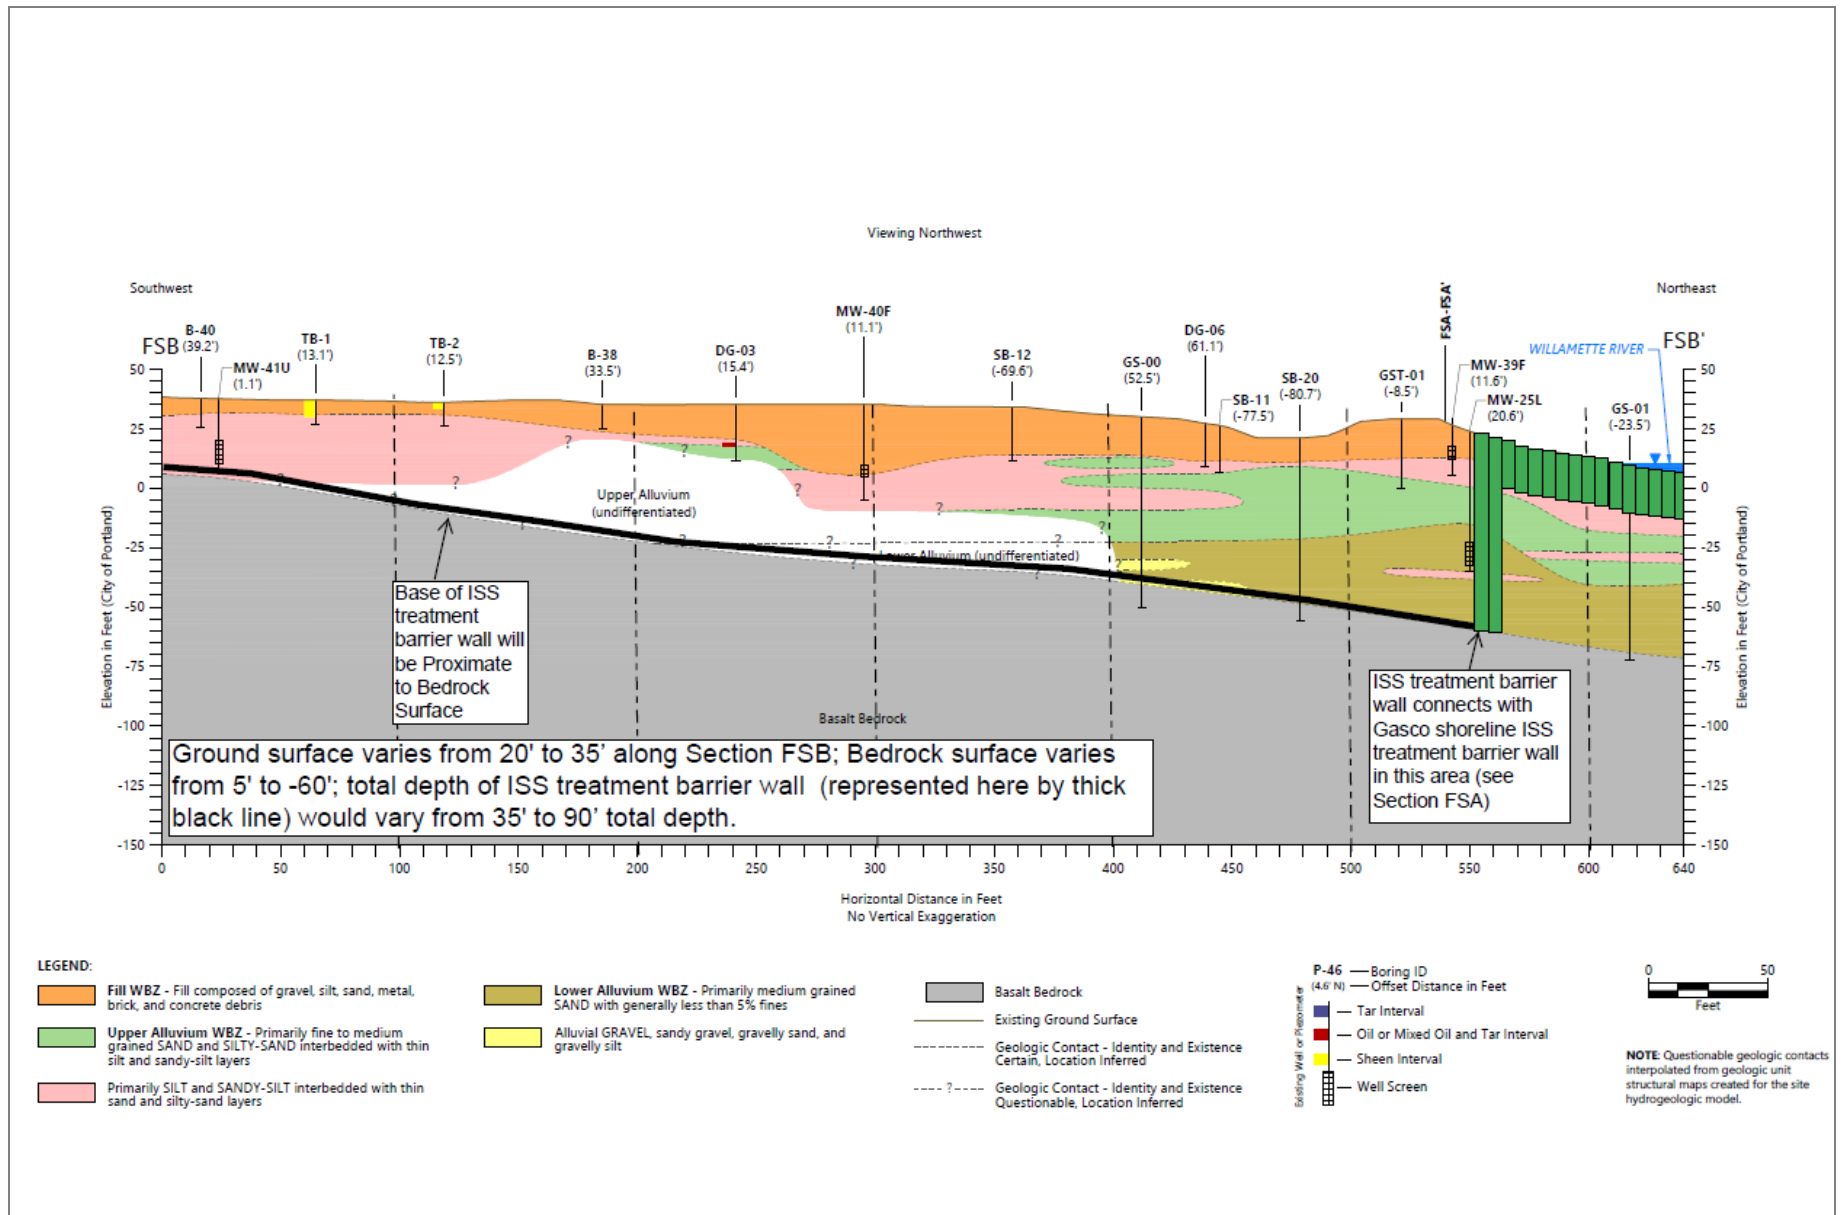 Viewing Northwest
Southwest
Northeast
FSB
FSB'
B-40
(39.2')
MW-41U
(1.1')
TB-1
(13.1')
TB-2
(12.5')
B-38
(33.5')
DG-03
(15.4')
MW-40F
(11.1')
SB-12
(-69.6')
GS-00
(52.5')
DG-06
(61.1')
SB-11
(-77.5')
SB-20
(-80.7')
GST-01
(-8.5')
FSA-FSA'
MW-39F
(11.6')
MW-25L
(20.6')
WILLAMETTE RIVER
GS-01
(-23.5')
Elevation in Feet (City of Portland)
50
25
0
-25
-50
-75
-100
-125
-150
Upper Alluvium
(undifferentiated)
Lower Alluvium (undifferentiated)
Basalt Bedrock
? ? ? ? ? ? ? ? ? ? ? ? ? ? ? ?
Base of ISS
treatment
barrier wall will
be Proximate
to Bedrock
Surface
Ground surface varies from 20' to 35' along Section FSB; Bedrock surface varies
from 5' to -60'; total depth of ISS treatment barrier wall (represented here by thick
black line) would vary from 35' to 90' total depth.
ISS treatment barrier
wall connects with
Gasco shoreline ISS
treatment barrier wall
in this area (see
Section FSA)
50
25
0
-25
-50
-75
-100
-125
-150
Elevation in Feet (City of Portland)
0 50 100 150 200 250 300 350 400 450 500 550 600 640
Horizontal Distance in Feet
No Vertical Exaggeration
LEGEND:
Fill WBZ - Fill composed of gravel, silt, sand, metal,
brick, and concrete debris
Upper Alluvium WBZ - Primarily fine to medium
grained SAND and SILTY-SAND interbedded with thin
silt and sandy-silt layers
Primarily SILT and SANDY-SILT interbedded with thin
sand and silty-sand layers
Lower Alluvium WBZ - Primarily medium grained
SAND with generally less than 5% fines
Alluvial GRAVEL, sandy gravel, gravelly sand, and
gravelly silt
Basalt Bedrock
Existing Ground Surface
Geologic Contact - Identity and Existence
Certain, Location Inferred
?
Geologic Contact - Identity and Existence
Questionable, Location Inferred
Existing Well or Piezometer
P-46
Boring ID
(4.6' N)
Offset Distance in Feet
Tar Interval
Oil or Mixed Oil and Tar Interval
Sheen Interval
Well Screen
0 50
Feet
NOTE: Questionable geologic contacts
interpolated from geologic unit
structural maps created for the site
hydrogeologic model.